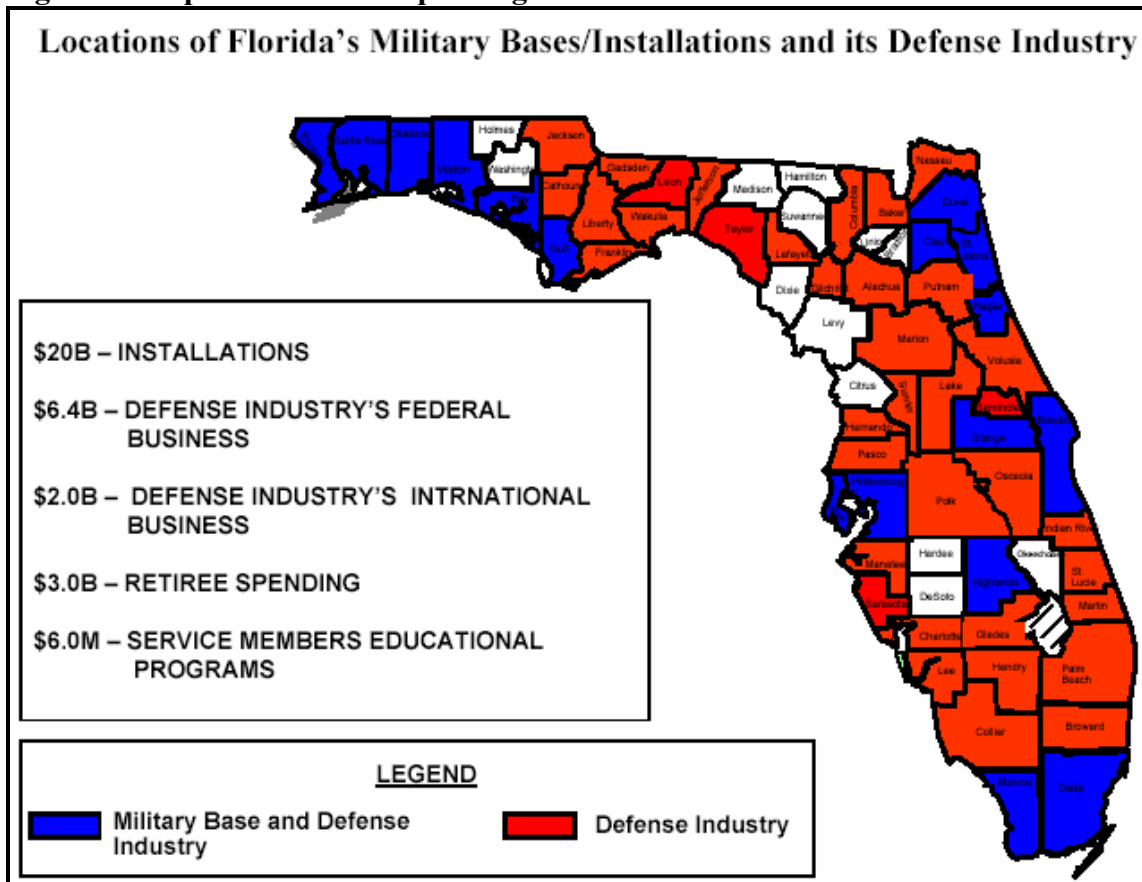 Locations of Florida's Military Bases/Installations and its Defense Industry
Holmes
Jackson
Santa Rosa
Okaloosa
Walton
Washingt
Bay
Calhoun
Gulf
Gadsden
Leon
Jefferson
Liberty
Wakulla
Franklin
Madison
Hamilton
Suwanne
Taylor
Lafayett
Columbia
Baker
Nassau
Duval
Union
Clay
St.
Johns
Dixie
Gilchrist
Alachua
Putnam
Flagler
Levy
Marion
Volusia
Citrus
Sumter
Lake
Seminole
Hernando
Orange
Brevard
Pasco
Hillsboroug
Polk
Osceola
Indian River
Manatee
Hardee
Highlands
Okeechobe
St.
Lucie
Sarasota
DeSoto
Martin
Charlotte
Glades
Lee
Hendry
Palm
Beach
Collier
Broward
Monroe
Dade
$20B – INSTALLATIONS
$6.4B – DEFENSE INDUSTRY'S FEDERAL
BUSINESS
$2.0B – DEFENSE INDUSTRY'S INTRNATIONAL
BUSINESS
$3.0B – RETIREE SPENDING
$6.0M – SERVICE MEMBERS EDUCATIONAL
PROGRAMS
LEGEND
Military Base and Defense
Industry
Defense Industry